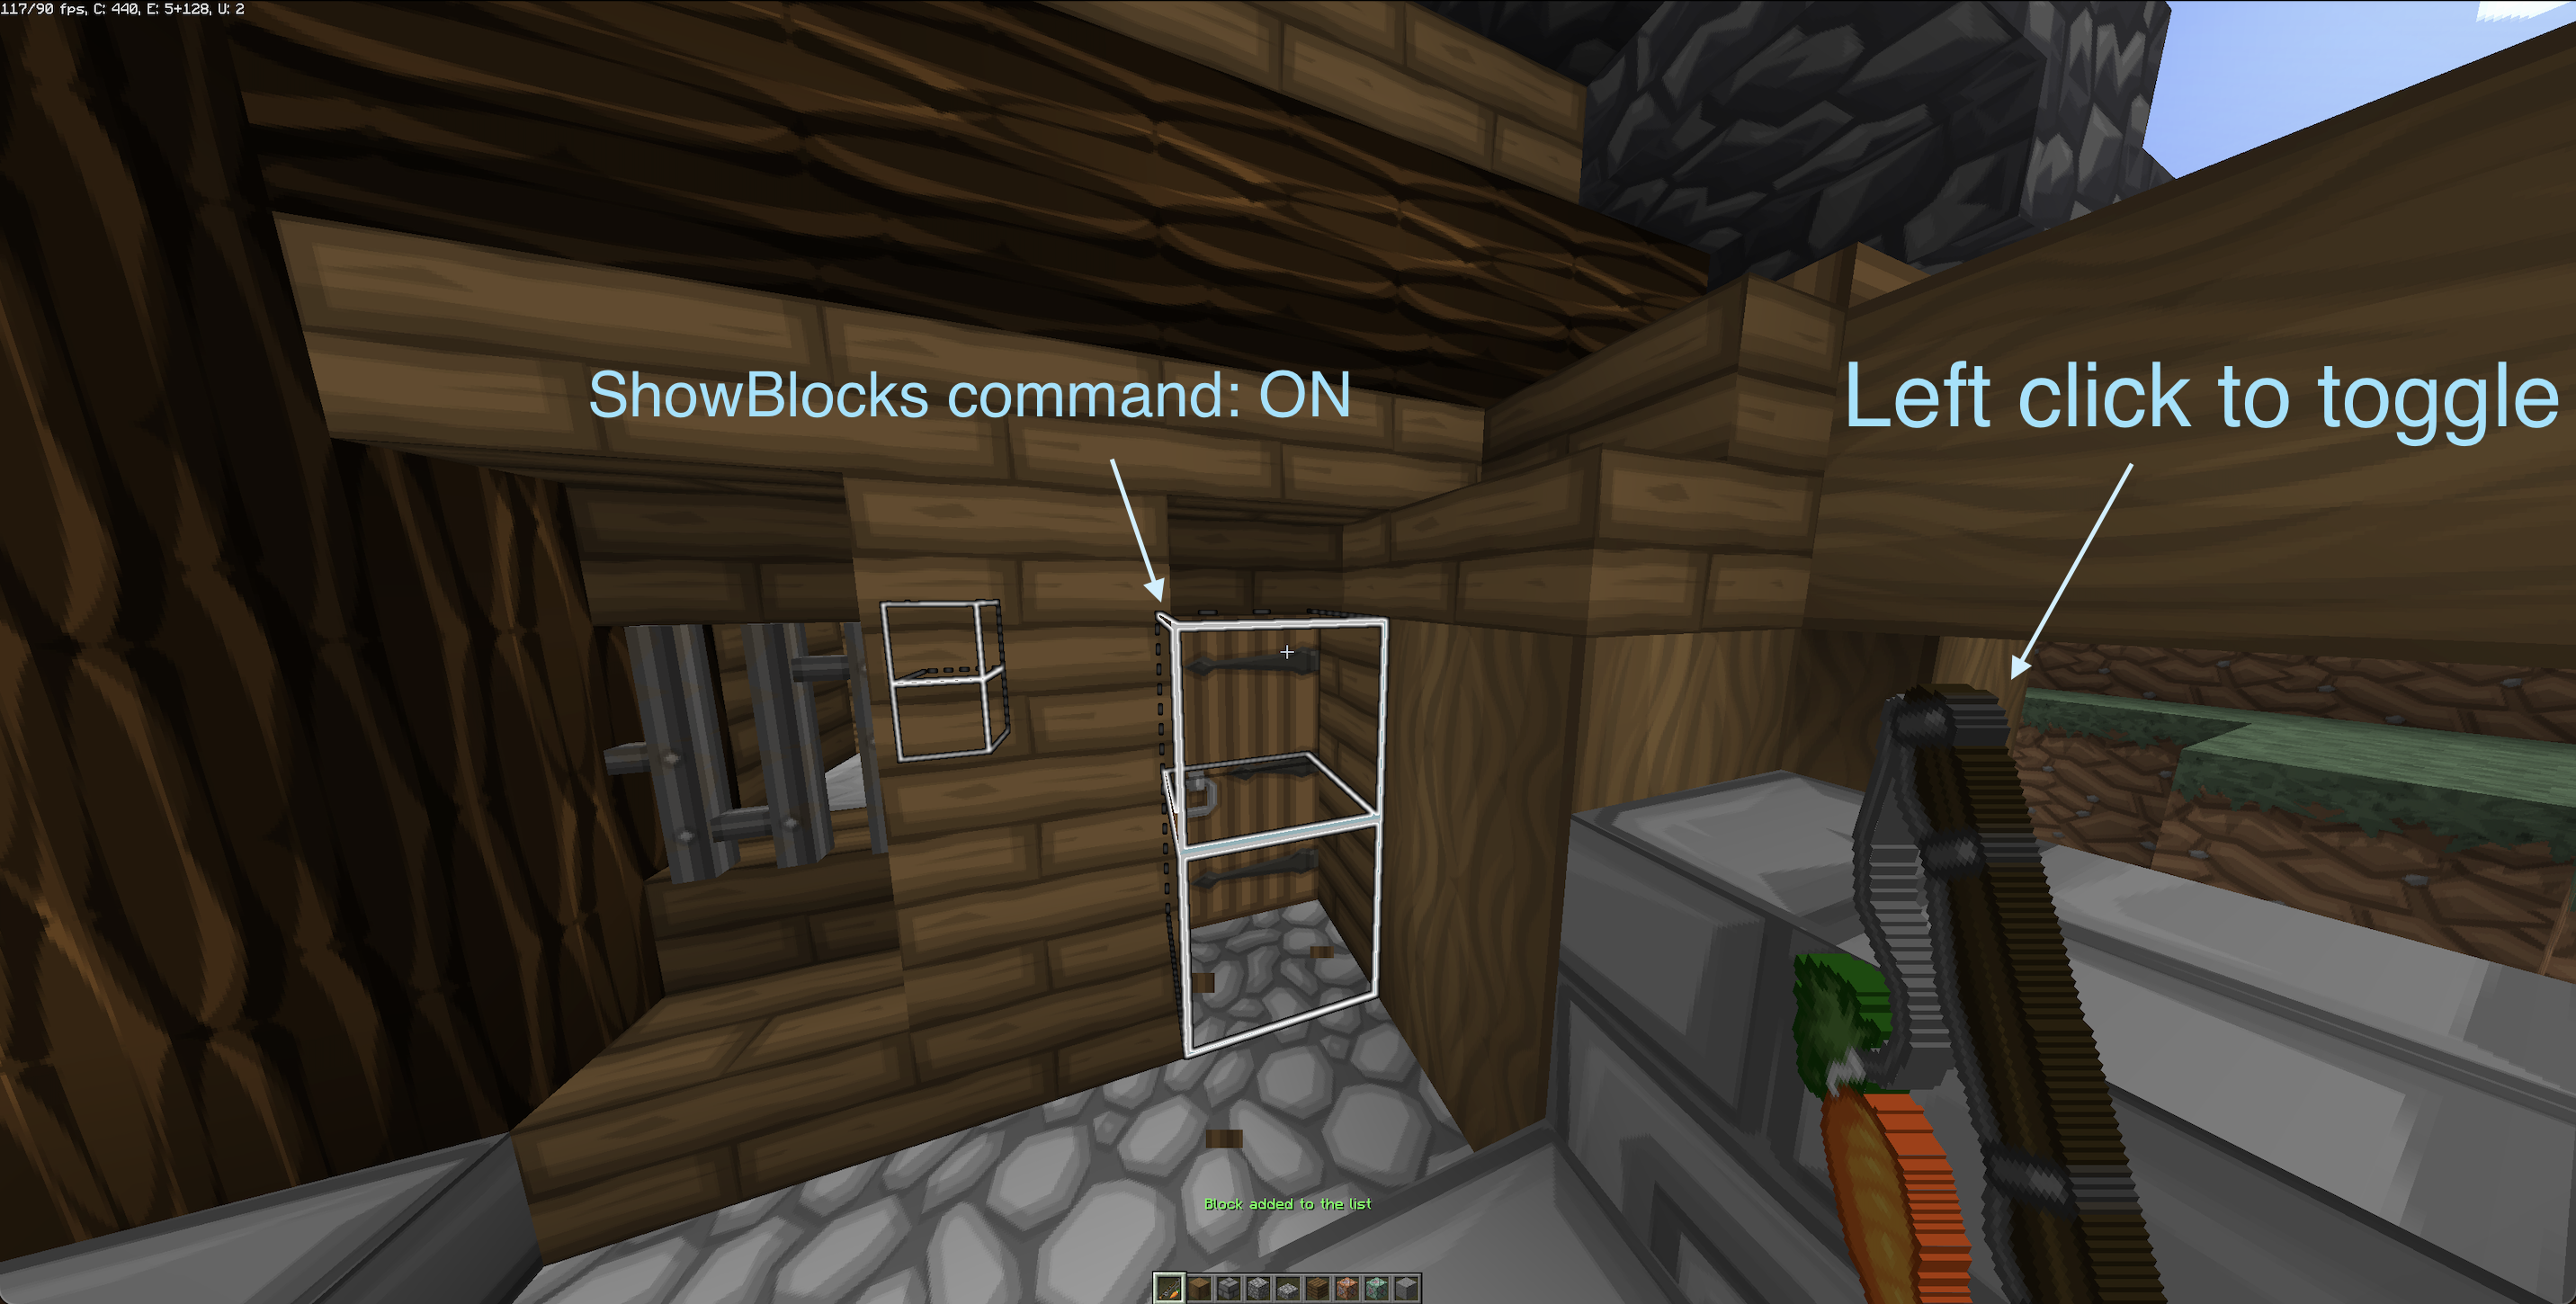 117/90 fps, C: 440, E: 5+128, U: 2
ShowBlocks command: ON
Left click to toggle
Block added to the list